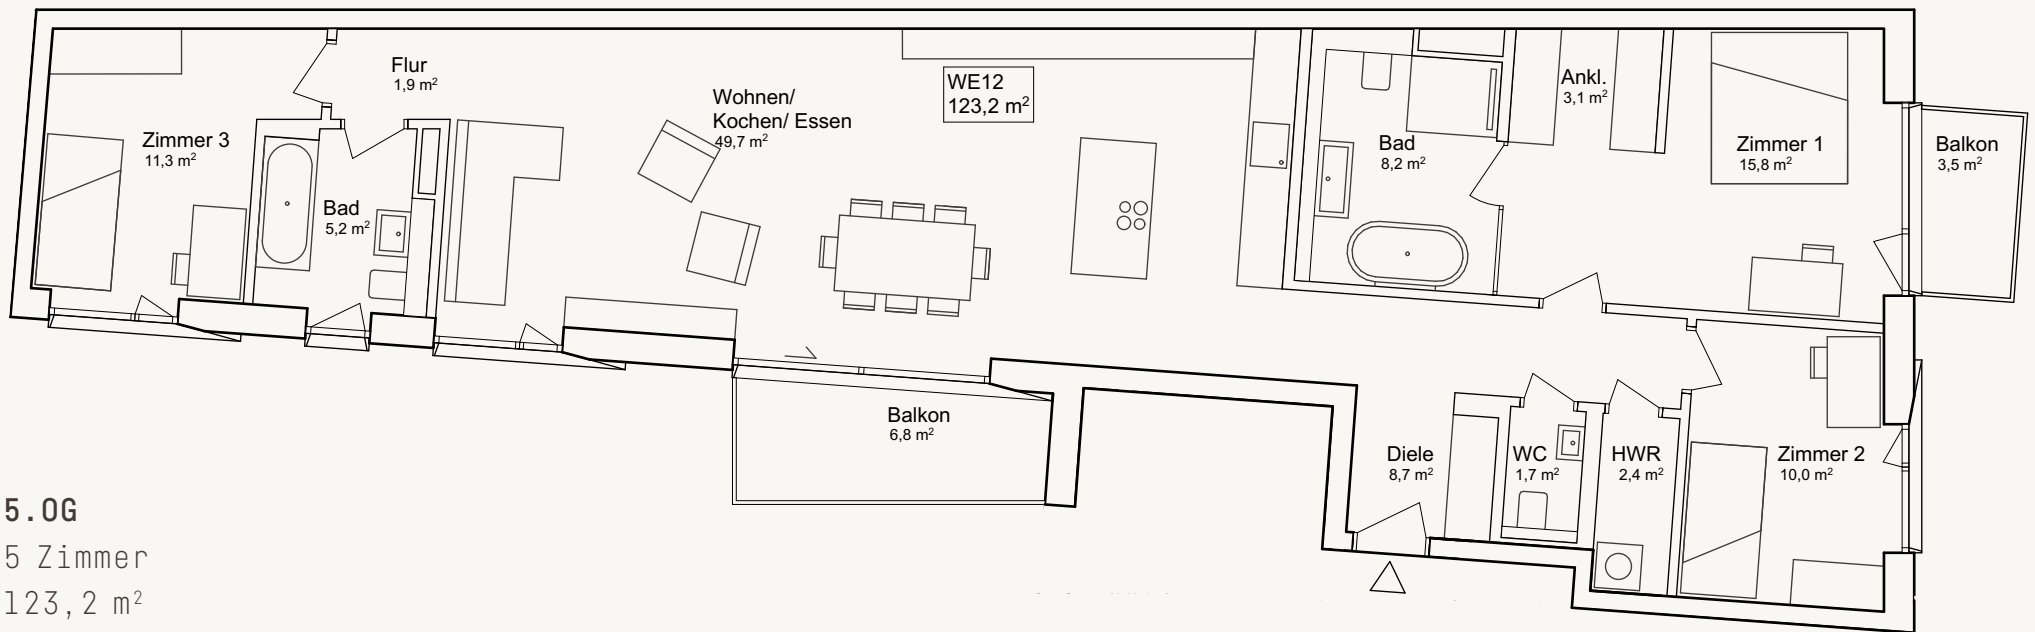 Flur
1,9 m²
WE12
123,2 m²
Wohnen/
Kochen/ Essen
49,7 m²
Ankl.
3,1 m²
Zimmer 3
11,3 m²
Bad
8,2 m²
Zimmer 1
15,8 m²
Balkon
3,5 m²
Bad
5,2 m²
Balkon
6,8 m²
Diele
8,7 m²
WC
1,7 m²
HWR
2,4 m²
Zimmer 2
10,0 m²
5.OG
5 Zimmer
123,2 m²